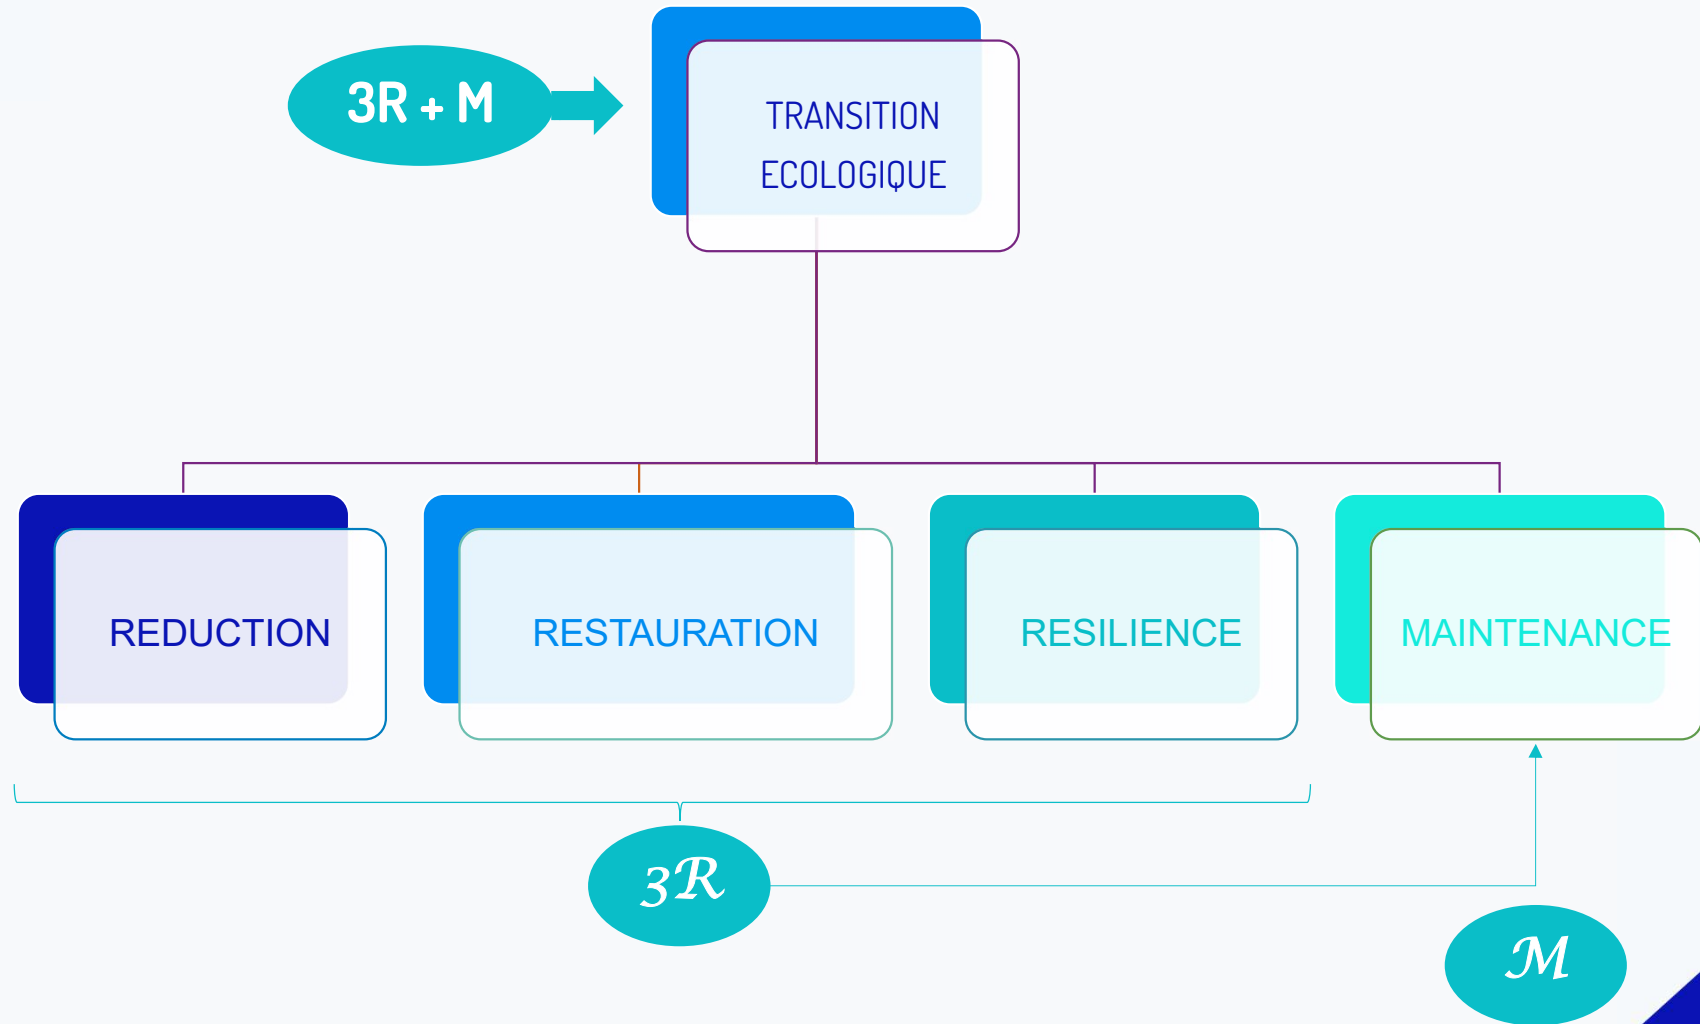 3R + M
TRANSITION
ECOLOGIQUE
REDUCTION
RESTAURATION
RESILIENCE
MAINTENANCE
3R
M